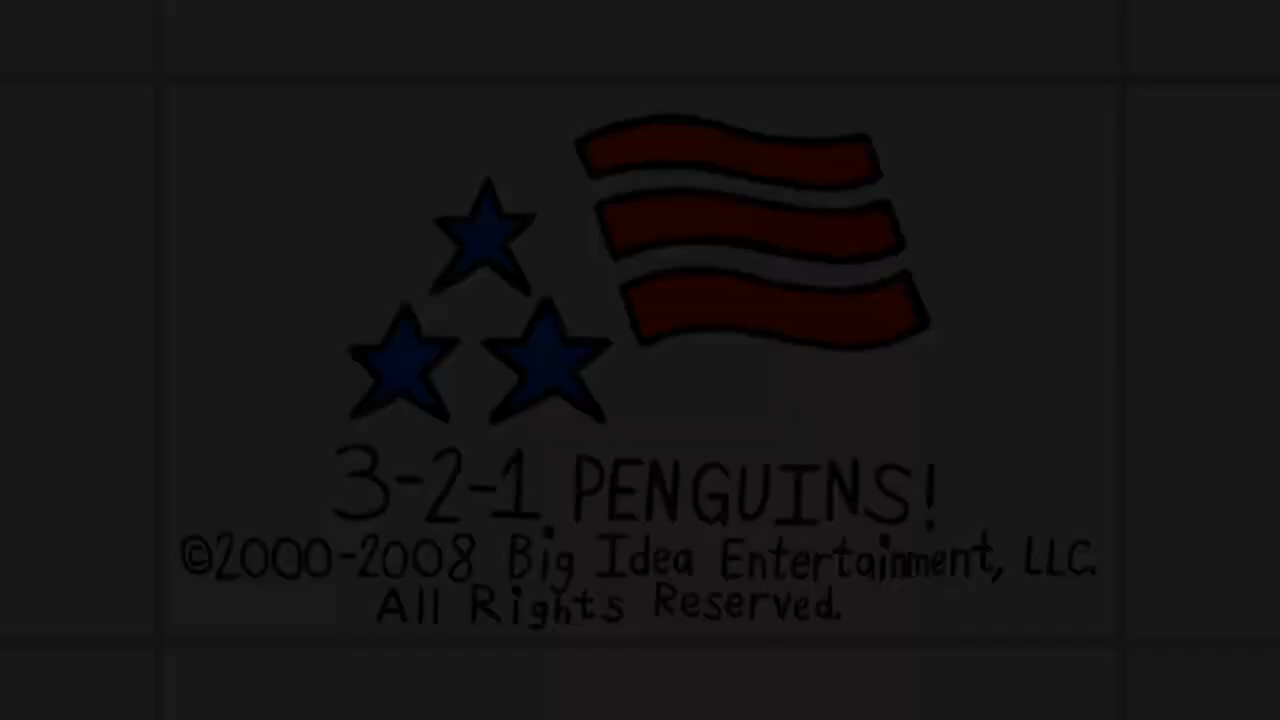 3-2-1 PENGUINS!
©2000-2008 Big Idea Entertainment, LLC.
All Rights Reserved.